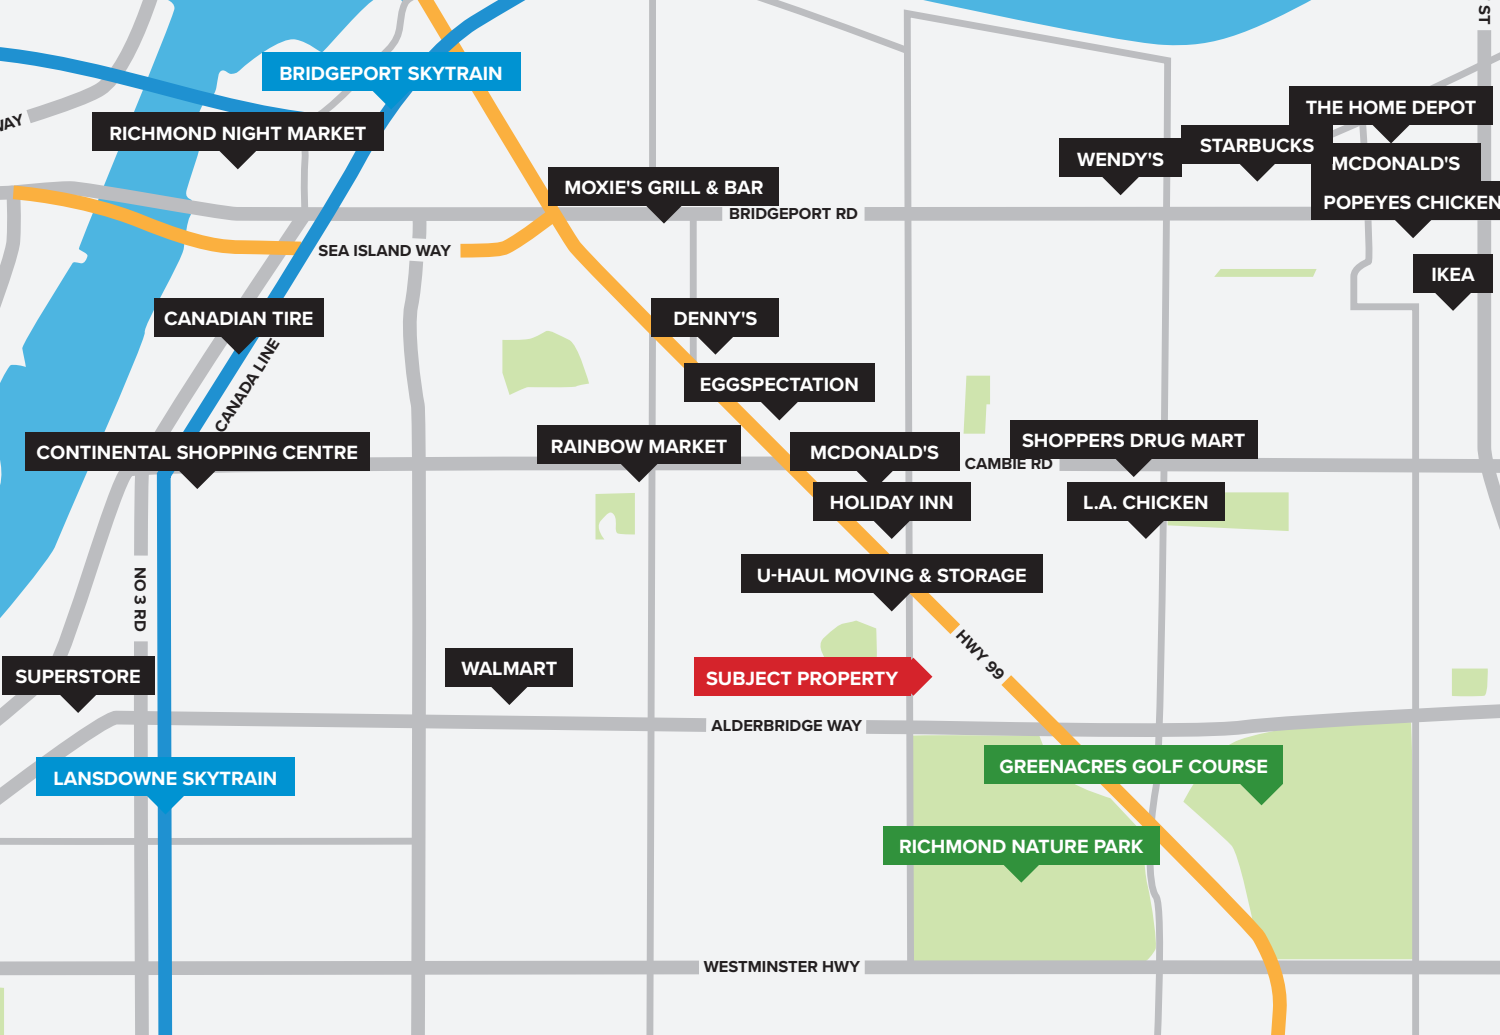 ST
BRIDGEPORT SKYTRAIN
THE HOME DEPOT
RICHMOND NIGHT MARKET
STARBUCKS
WENDY'S
MCDONALD'S
MOXIE'S GRILL & BAR
POPEYES CHICKEN
BRIDGEPORT RD
SEA ISLAND WAY
IKEA
CANADIAN TIRE
DENNY'S
CANADA LINE
EGGSPECTATION
CONTINENTAL SHOPPING CENTRE
RAINBOW MARKET
MCDONALD'S
SHOPPERS DRUG MART
CAMBIE RD
HOLIDAY INN
L.A. CHICKEN
U-HAUL MOVING & STORAGE
NO 3 RD
HWY 99
SUPERSTORE
WALMART
SUBJECT PROPERTY
ALDERBRIDGE WAY
LANSDOWNE SKYTRAIN
GREENACRES GOLF COURSE
RICHMOND NATURE PARK
WESTMINSTER HWY